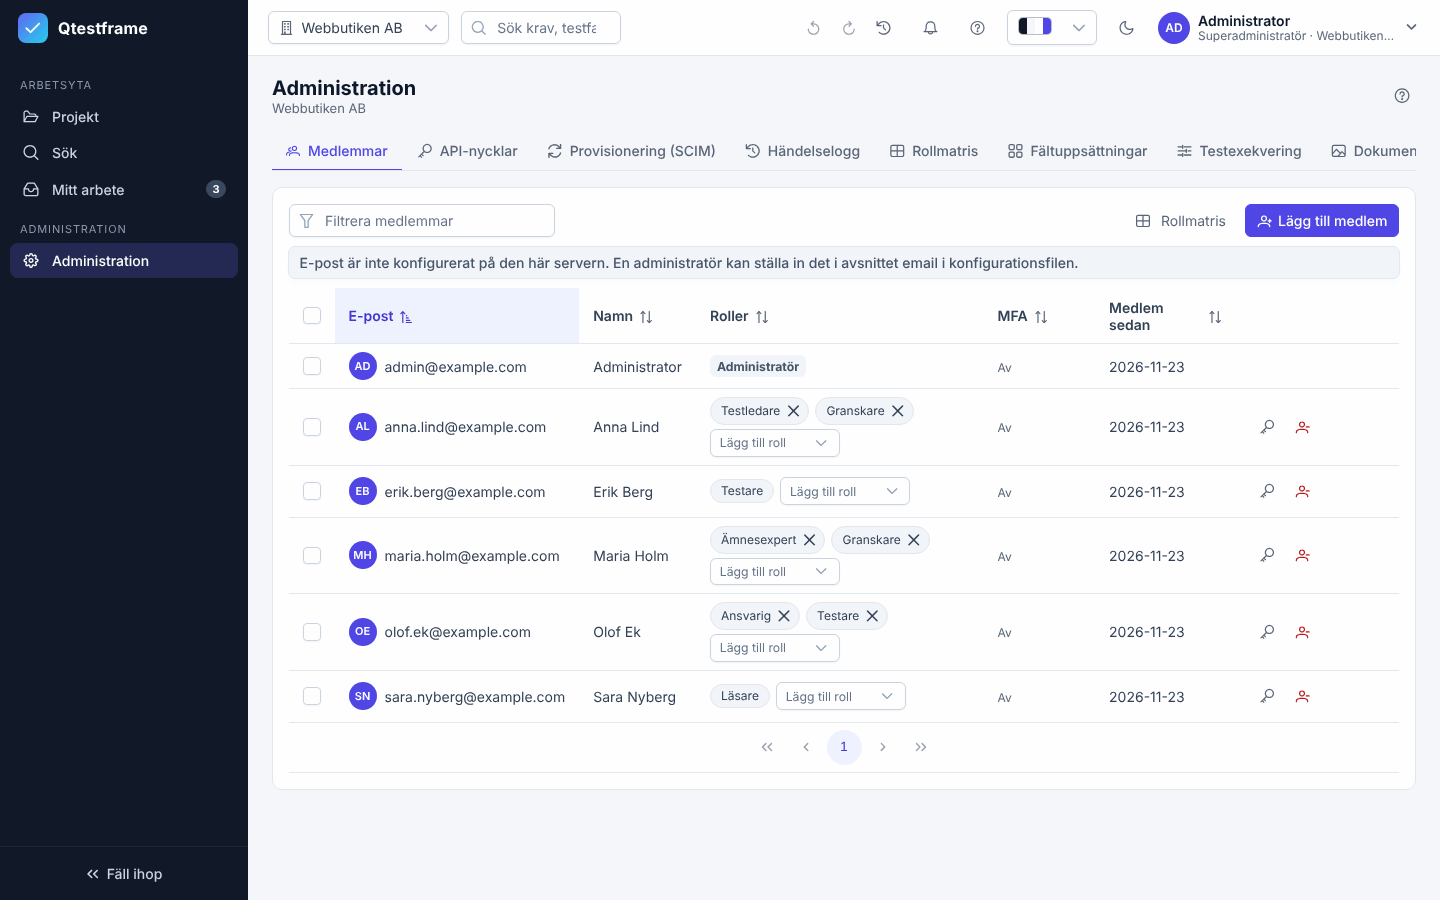 Qtestframe
Webbutiken AB
Sök krav, testfa
AD
Administrator
Superadministratör · Webbutiken...
ARBETSYTA
Projekt
Sök
Mitt arbete
3
ADMINISTRATION
Administration
Fäll ihop
Administration
Webbutiken AB
Medlemmar
API-nycklar
Provisionering (SCIM)
Händelselogg
Rollmatris
Fältuppsättningar
Testexekvering
Dokumen
Filtrera medlemmar
Rollmatris
Lägg till medlem
E-post är inte konfigurerat på den här servern. En administratör kan ställa in det i avsnittet email i konfigurationsfilen.
E-post
Namn
Roller
MFA
Medlem sedan
AD admin@example.com Administrator Administratör Av 2026-11-23
AL anna.lind@example.com Anna Lind Testledare Granskare Av 2026-11-23
Lägg till roll
EB erik.berg@example.com Erik Berg Testare Lägg till roll Av 2026-11-23
MH maria.holm@example.com Maria Holm Ämnesexpert Granskare Av 2026-11-23
Lägg till roll
OE olof.ek@example.com Olof Ek Ansvarig Testare Av 2026-11-23
Lägg till roll
SN sara.nyberg@example.com Sara Nyberg Läsare Lägg till roll Av 2026-11-23
1